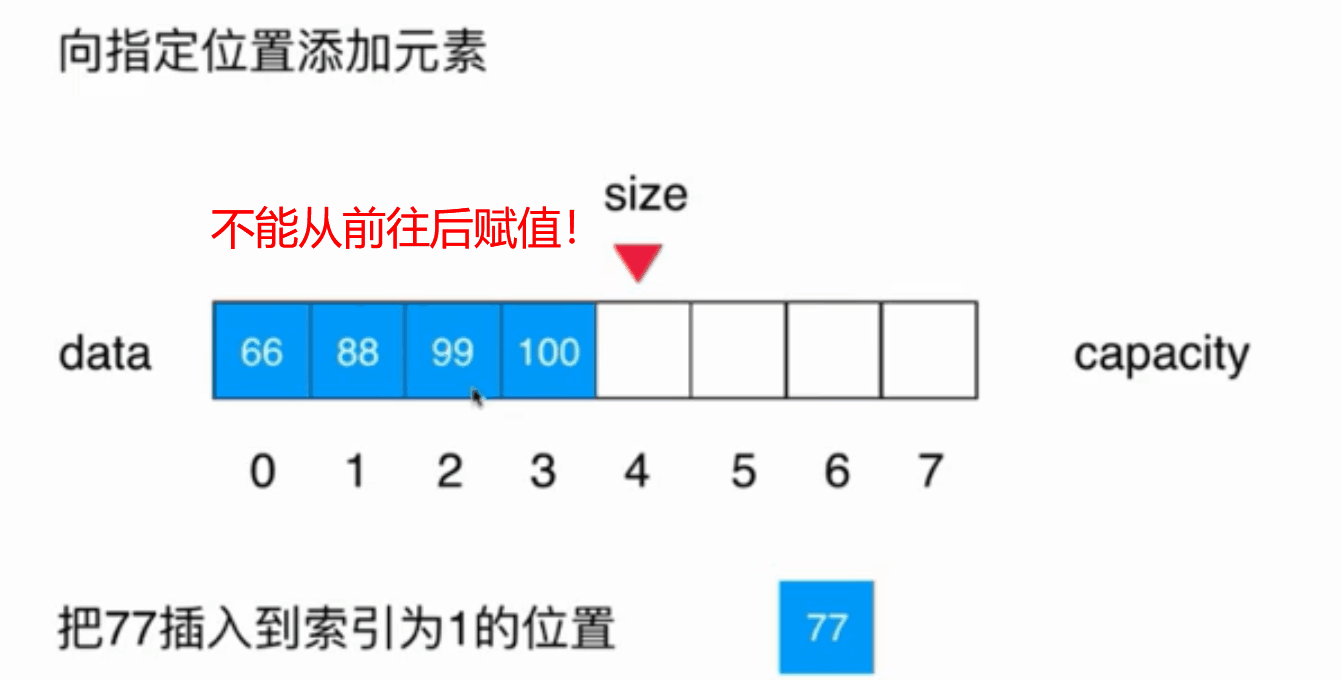 向指定位置添加元素
size
不能从前往后赋值！
data 66 88 99 100 capacity
0 1 2 3 4 5 6 7
把77插入到索引为1的位置 77